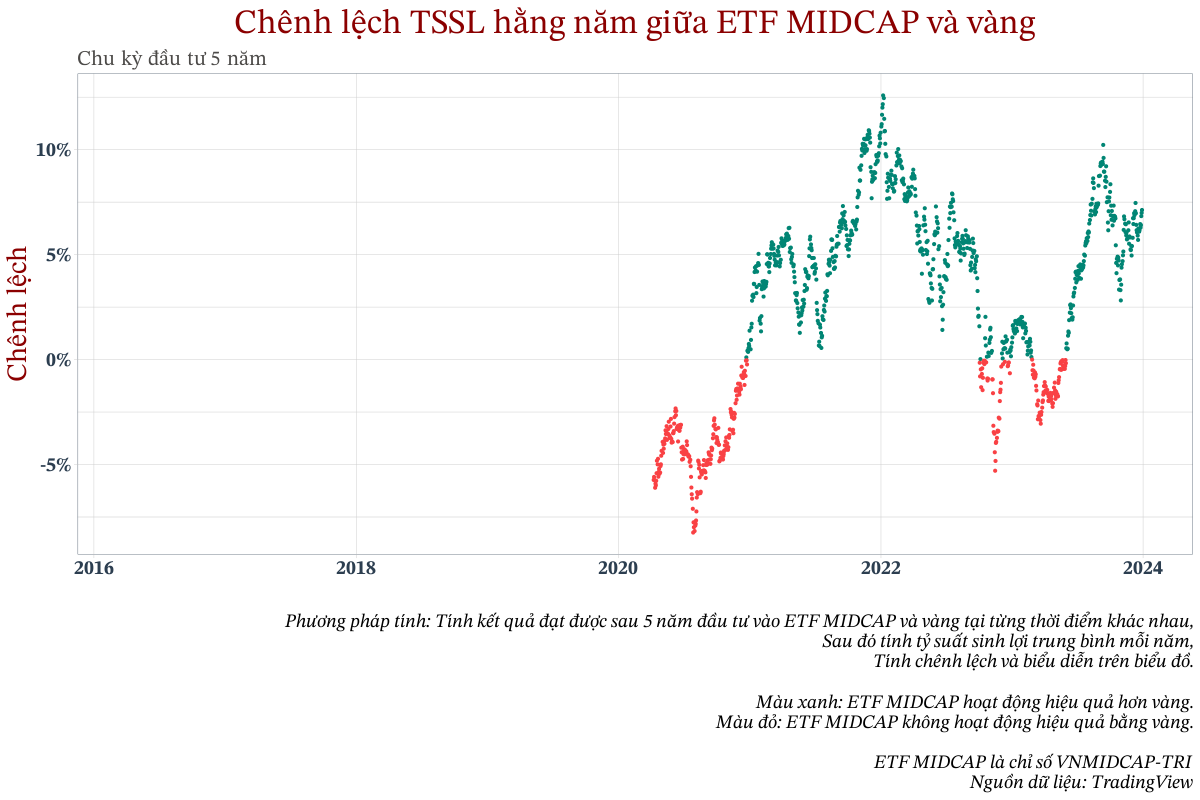 Chênh lệch TSSL hằng năm giữa ETF MIDCAP và vàng
Chu kỳ đầu tư 5 năm
Chênh lệch
10%
5%
0%
-5%
2016
2018
2020
2022
2024
Phương pháp tính: Tính kết quả đạt được sau 5 năm đầu tư vào ETF MIDCAP và vàng tại từng thời điểm khác nhau,
Sau đó tính tỷ suất sinh lợi trung bình mỗi năm,
Tính chênh lệch và biểu diễn trên biểu đồ.
Màu xanh: ETF MIDCAP hoạt động hiệu quả hơn vàng.
Màu đỏ: ETF MIDCAP không hoạt động hiệu quả bằng vàng.
ETF MIDCAP là chỉ số VNMIDCAP-TRI
Nguồn dữ liệu: TradingView